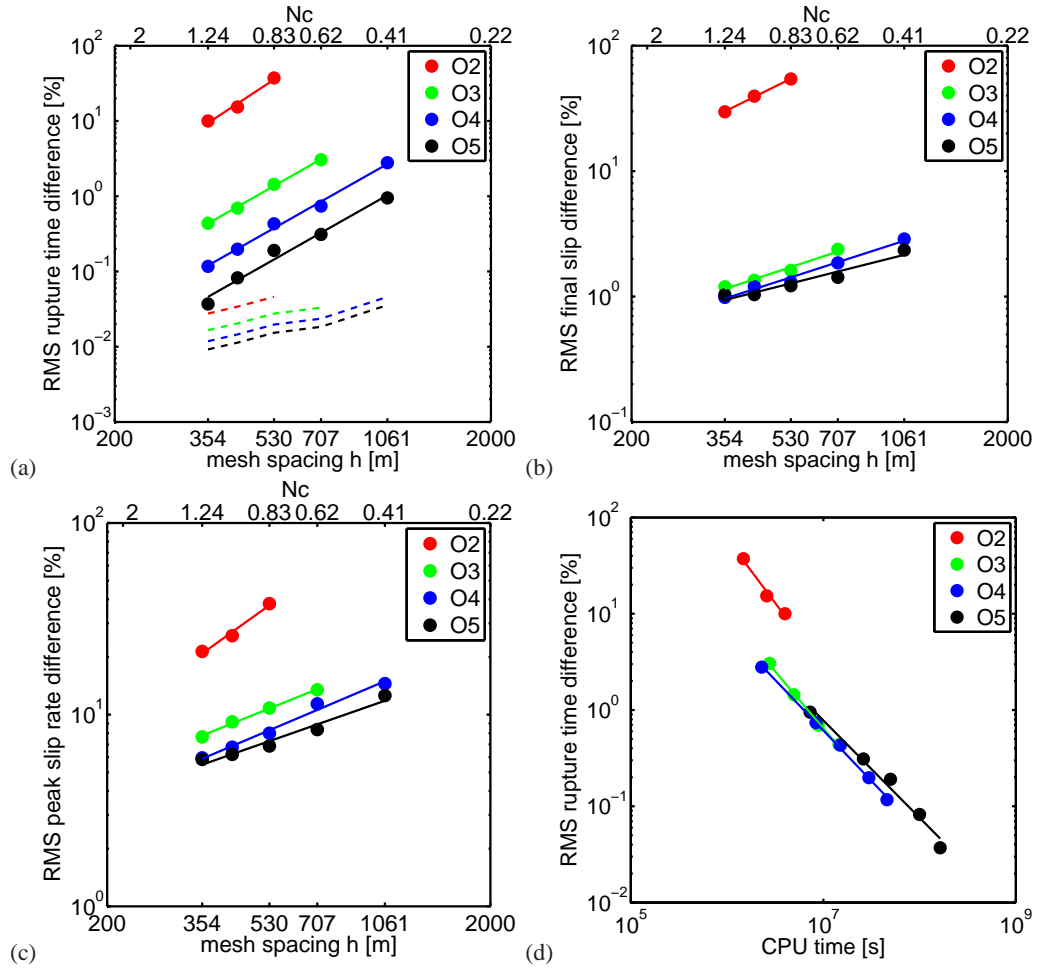 Nc
2 1.24 0.83 0.62 0.41 0.22
10^2
10^1
10^0
10^−1
10^−2
10^−3
RMS rupture time difference [%]
O2
O3
O4
O5
200 354 530 707 1061 2000
mesh spacing h [m]
(a)
Nc
2 1.24 0.83 0.62 0.41 0.22
10^2
10^1
10^0
10^−1
RMS final slip difference [%]
O2
O3
O4
O5
200 354 530 707 1061 2000
mesh spacing h [m]
(b)
Nc
2 1.24 0.83 0.62 0.41 0.22
10^2
10^1
10^0
RMS peak slip rate difference [%]
O2
O3
O4
O5
200 354 530 707 1061 2000
mesh spacing h [m]
(c)
10^2
10^1
10^0
10^−1
10^−2
RMS rupture time difference [%]
O2
O3
O4
O5
10^5 10^7 10^9
CPU time [s]
(d)